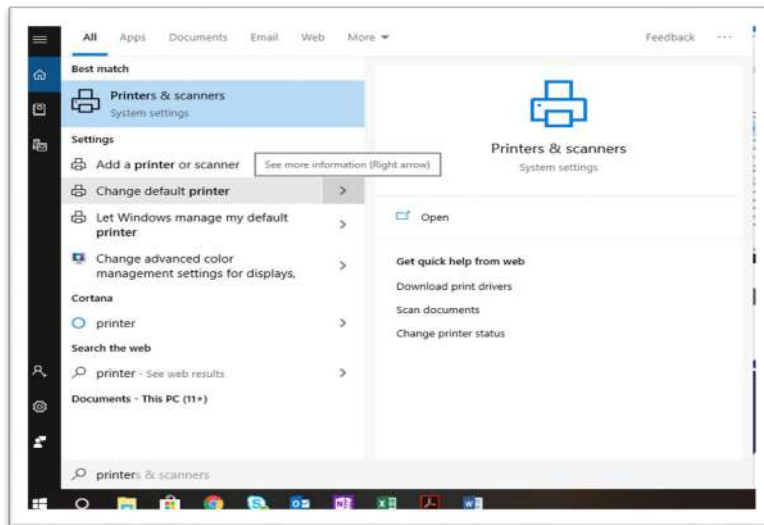 All Apps Documents Email Web More Feedback ...
Best match
Printers & scanners
System settings
Settings
Add a printer or scanner
See more information (Right arrow)
Change default printer
Let Windows manage my default
printer
Change advanced color
management settings for displays,
Cortana
printer
Search the web
printer - See web results
Documents - This PC (11+)
printers & scanners
Printers & scanners
System settings
Open
Get quick help from web
Download print drivers
Scan documents
Change printer status